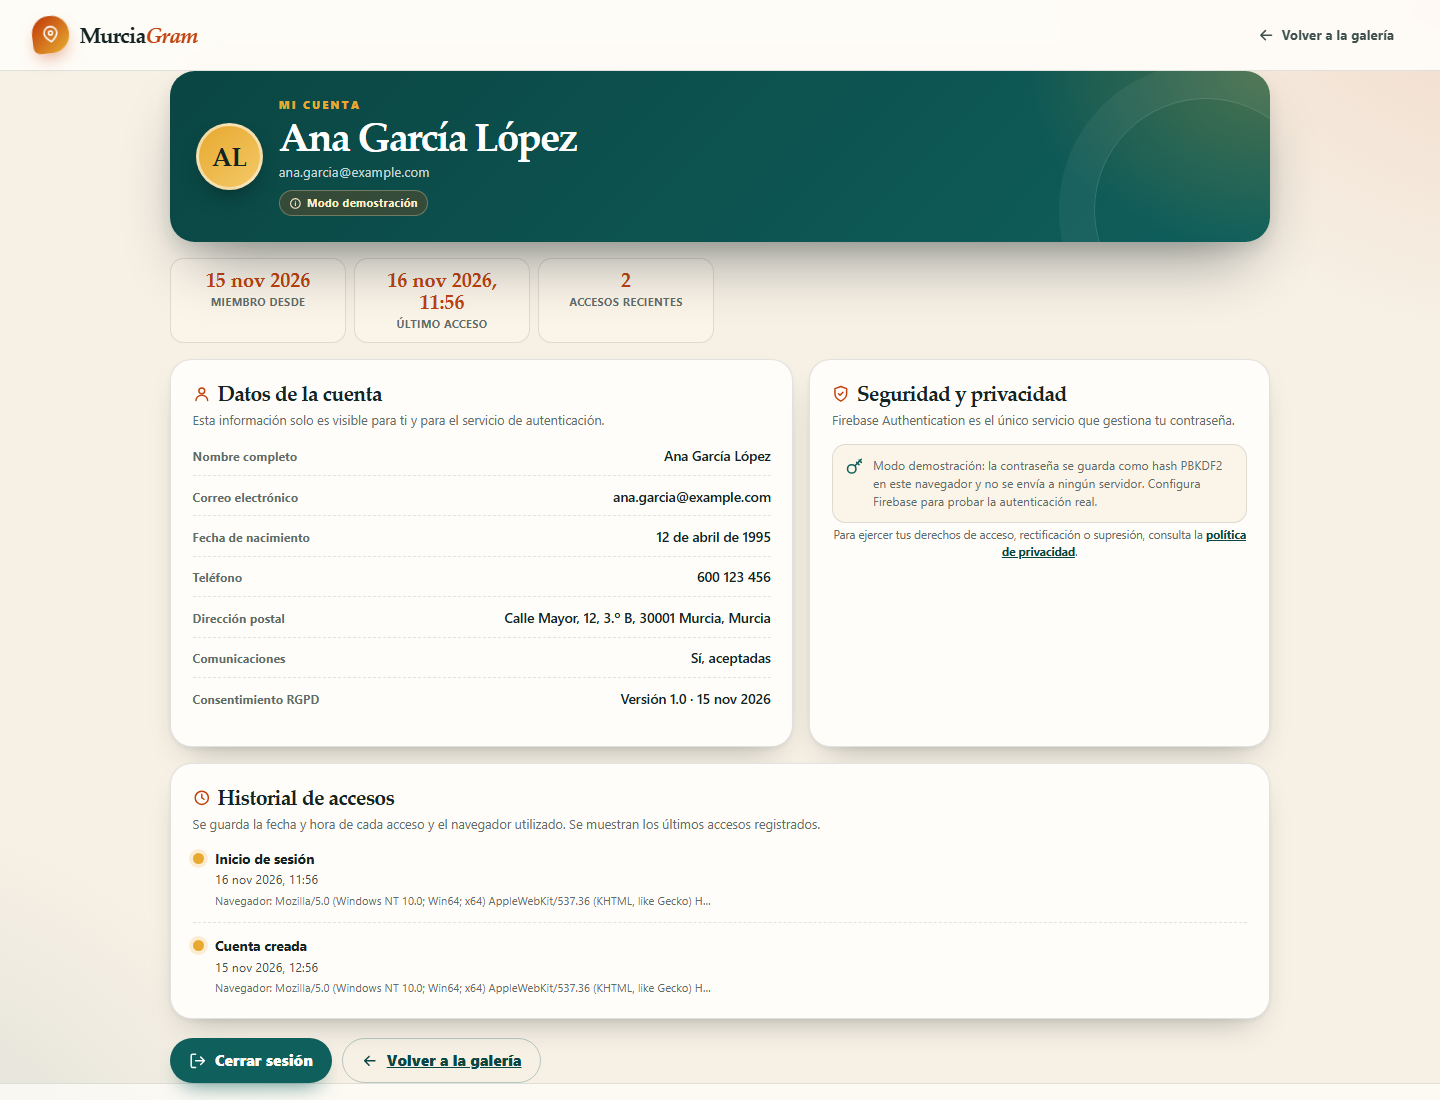 MurciaGram
Volver a la galería
MI CUENTA
AL
Ana García López
ana.garcia@example.com
Modo demostración
15 nov 2026
MIEMBRO DESDE
16 nov 2026,
11:56
ÚLTIMO ACCESO
2
ACCESOS RECIENTES
Datos de la cuenta
Esta información solo es visible para ti y para el servicio de autenticación.
Nombre completo Ana García López
Correo electrónico ana.garcia@example.com
Fecha de nacimiento 12 de abril de 1995
Teléfono 600 123 456
Dirección postal Calle Mayor, 12, 3.º B, 30001 Murcia, Murcia
Comunicaciones Sí, aceptadas
Consentimiento RGPD Versión 1.0 · 15 nov 2026
Seguridad y privacidad
Firebase Authentication es el único servicio que gestiona tu contraseña.
Modo demostración: la contraseña se guarda como hash PBKDF2
en este navegador y no se envía a ningún servidor. Configura
Firebase para probar la autenticación real.
Para ejercer tus derechos de acceso, rectificación o supresión, consulta la política
de privacidad.
Historial de accesos
Se guarda la fecha y hora de cada acceso y el navegador utilizado. Se muestran los últimos accesos registrados.
Inicio de sesión
16 nov 2026, 11:56
Navegador: Mozilla/5.0 (Windows NT 10.0; Win64; x64) AppleWebKit/537.36 (KHTML, like Gecko) H...
Cuenta creada
15 nov 2026, 12:56
Navegador: Mozilla/5.0 (Windows NT 10.0; Win64; x64) AppleWebKit/537.36 (KHTML, like Gecko) H...
Cerrar sesión
Volver a la galería